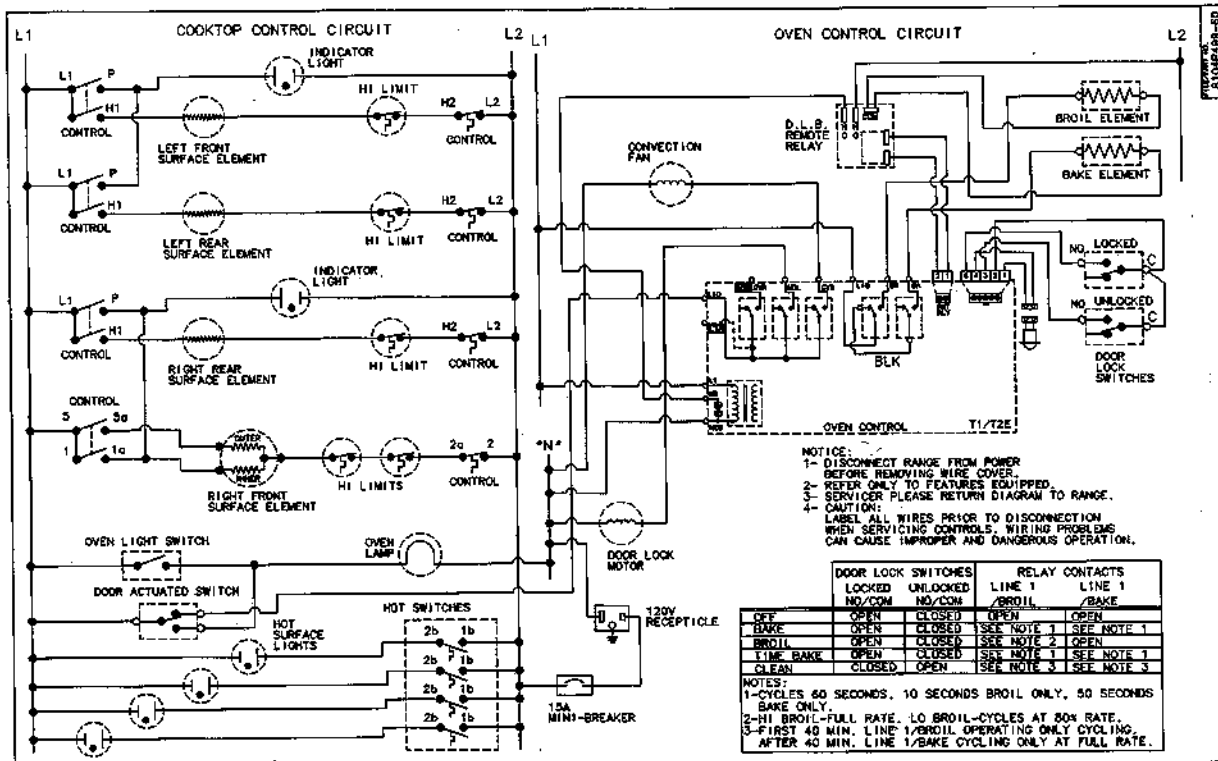 COOKTOP CONTROL CIRCUIT
OVEN CONTROL CIRCUIT
L1
L2
L1
L2
INDICATOR
LIGHT
L1
P
H1
CONTROL
LEFT FRONT
SURFACE ELEMENT
HI LIMIT
H2
L2
CONTROL
L1
P
H1
CONTROL
LEFT REAR
SURFACE ELEMENT
HI LIMIT
H2
L2
CONTROL
INDICATOR
LIGHT
L1
P
H1
CONTROL
RIGHT REAR
SURFACE ELEMENT
HI LIMIT
H2
L2
CONTROL
CONTROL
5
5a
1
1a
OUTER
INNER
RIGHT FRONT
SURFACE ELEMENT
HI LIMITS
2a
2
CONTROL
OVEN LIGHT SWITCH
OVEN
LAMP
DOOR ACTUATED SWITCH
HOT
SURFACE
LIGHTS
HOT SWITCHES
2b
1b
2b
1b
2b
1b
2b
1b
15A
MINI-BREAKER
120V
RECEPTICLE
"N"
DOOR LOCK
MOTOR
CONVECTION
FAN
D.L.B.
REMOTE
RELAY
BROIL ELEMENT
BAKE ELEMENT
NO
LOCKED
C
NO
UNLOCKED
C
DOOR
LOCK
SWITCHES
BLK
L1
OVEN CONTROL
T1/T2E
NOTICE:
1- DISCONNECT RANGE FROM POWER
BEFORE REMOVING WIRE COVER.
2- REFER ONLY TO FEATURES EQUIPPED.
3- SERVICER PLEASE RETURN DIAGRAM TO RANGE.
4- CAUTION:
LABEL ALL WIRES PRIOR TO DISCONNECTION
WHEN SERVICING CONTROLS. WIRING PROBLEMS
CAN CAUSE IMPROPER AND DANGEROUS OPERATION.
DOOR LOCK SWITCHES RELAY CONTACTS
LOCKED UNLOCKED LINE 1 LINE 1
NO/COM NO/COM /BROIL /BAKE
OFF OPEN CLOSED OPEN OPEN
BAKE OPEN CLOSED SEE NOTE 1 SEE NOTE 1
BROIL OPEN CLOSED SEE NOTE 2 OPEN
TIME BAKE OPEN CLOSED SEE NOTE 1 SEE NOTE 1
CLEAN CLOSED OPEN SEE NOTE 3 SEE NOTE 3
NOTES:
1-CYCLES 60 SECONDS, 10 SECONDS BROIL ONLY, 50 SECONDS
BAKE ONLY.
2-HI BROIL-FULL RATE. LO BROIL-CYCLES AT 80% RATE.
3-FIRST 40 MIN. LINE 1/BROIL OPERATING ONLY CYCLING.
AFTER 40 MIN. LINE 1/BAKE CYCLING ONLY AT FULL RATE.